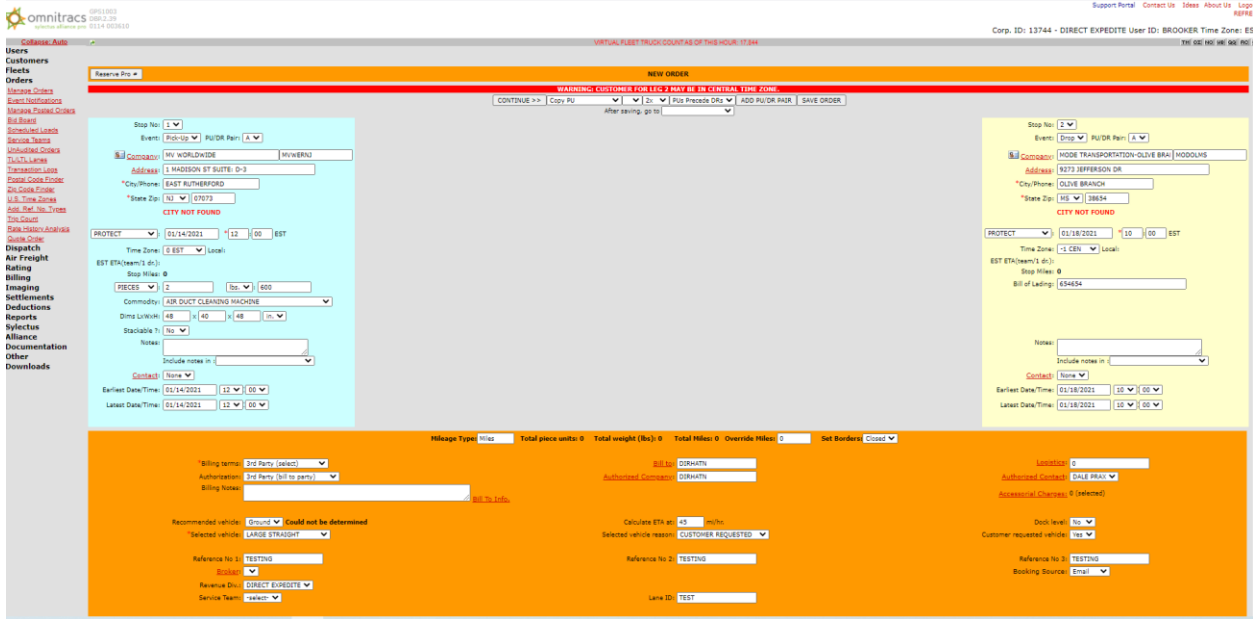 Support Portal Contact Us Ideas About Us Logo
REFRE
omnitracs OPS1003
DBR.2.39
sylectus alliance pro 0114:003610
Corp. ID: 13744 - DIRECT EXPEDITE User ID: BROOKER Time Zone: ES
Collapse: Auto VIRTUAL FLEET TRUCK COUNT AS OF THIS HOUR: 17,344
Users
Customers
Fleets
Orders
Manage Orders
Event Notifications
Manage Posted Orders
Bid Board
Scheduled Loads
Service Teams
UnAudited Orders
TL/LTL Lanes
Transaction Logs
Postal Code Finder
Zip Code Finder
U.S. Time Zones
Add. Ref. No. Types
Trip Count
Rate History Analysis
Quote Order
Dispatch
Air Freight
Rating
Billing
Imaging
Settlements
Deductions
Reports
Sylectus
Alliance
Documentation
Other
Downloads
Reserve Pro NEW ORDER
WARNING: CUSTOMER FOR LEG 2 MAY BE IN CENTRAL TIME ZONE.
CONTINUE >> Copy PU 2x PUs Precede DRs ADD PU/DR PAIR SAVE ORDER
After saving, go to
Stop No: 1
Event: Pick-Up PU/DR Pair: A
Company: MV WORLDWIDE MVWERNJ
Address: 1 MADISON ST SUITE: D-3
*City/Phone: EAST RUTHERFORD
*State Zip: NJ 07073
CITY NOT FOUND
PROTECT : 01/14/2021 *12 : 00 EST
Time Zone: 0 EST Local:
EST ETA(team/1 dr.):
Stop Miles: 0
PIECES : 2 lbs. : 600
Commodity: AIR DUCT CLEANING MACHINE
Dims LxWxH: 48 x 40 x 48 in.
Stackable ?: No
Notes:
Include notes in :
Contact: None
Earliest Date/Time: 01/14/2021 12 : 00
Latest Date/Time: 01/14/2021 12 : 00
Stop No: 2
Event: Drop PU/DR Pair: A
Company: MODE TRANSPORTATION-OLIVE BRAI MODOLMS
Address: 9273 JEFFERSON DR
*City/Phone: OLIVE BRANCH
*State Zip: MS 38654
CITY NOT FOUND
PROTECT : 01/18/2021 *10 : 00 EST
Time Zone: -1 CEN Local:
EST ETA(team/1 dr.):
Stop Miles: 0
Bill of Lading: 654654
Notes:
Include notes in :
Contact: None
Earliest Date/Time: 01/18/2021 10 : 00
Latest Date/Time: 01/18/2021 10 : 00
Mileage Type: Miles Total piece units: 0 Total weight (lbs): 0 Total Miles: 0 Override Miles: 0 Set Borders: Closed
*Billing terms: 3rd Party (select) Bill to: DIRHATN Logistics: 0
Authorization: 3rd Party (bill to party) Authorized Company: DIRHATN Authorized Contact: DALE PRAX
Billing Notes: Bill To Info. Accessorial Charges: 0 (selected)
Recommended vehicle: Ground Could not be determined Calculate ETA at: 45 mi/hr. Dock level: No
*Selected vehicle: LARGE STRAIGHT Selected vehicle reason: CUSTOMER REQUESTED Customer requested vehicle: Yes
Reference No 1: TESTING Reference No 2: TESTING Reference No 3: TESTING
Broker: Booking Source: Email
Revenue Div.: DIRECT EXPEDITE
Service Team: -select- Lane ID: TEST